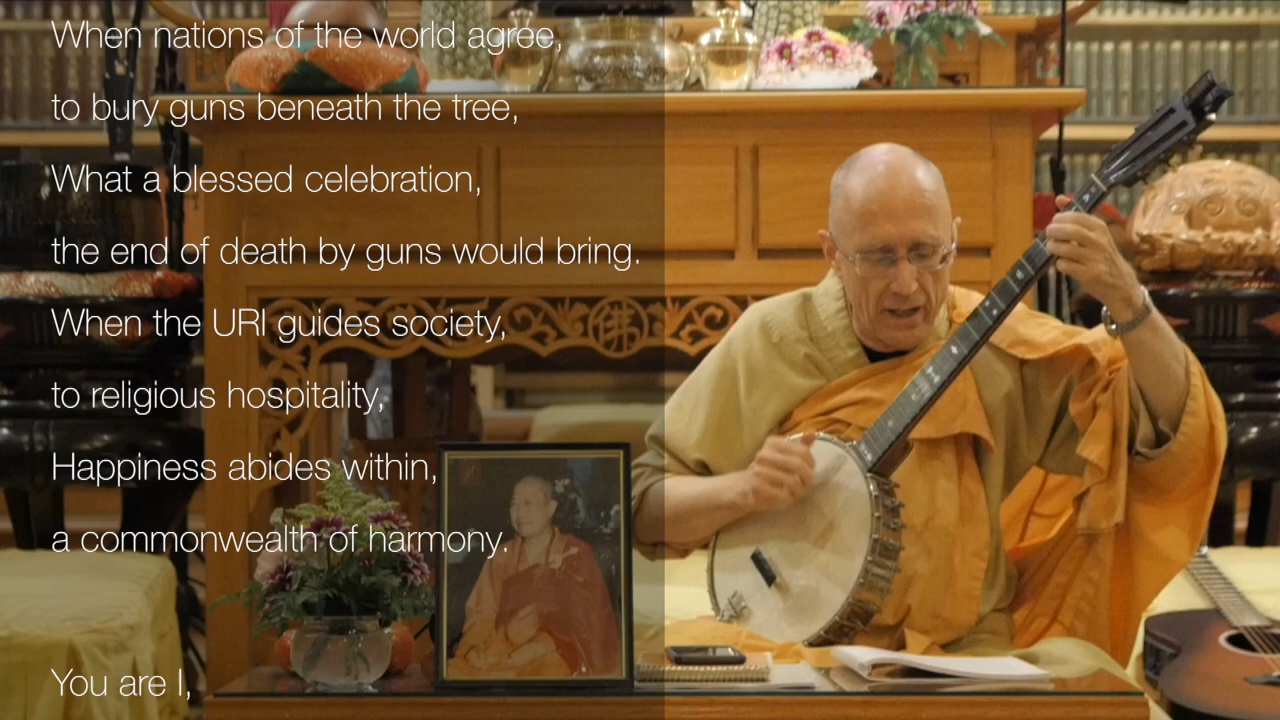 When nations of the world agree,
to bury guns beneath the tree,
What a blessed celebration,
the end of death by guns would bring.
When the URI guides society,
to religious hospitality,
Happiness abides within,
a commonwealth of harmony.
You are I,
佛